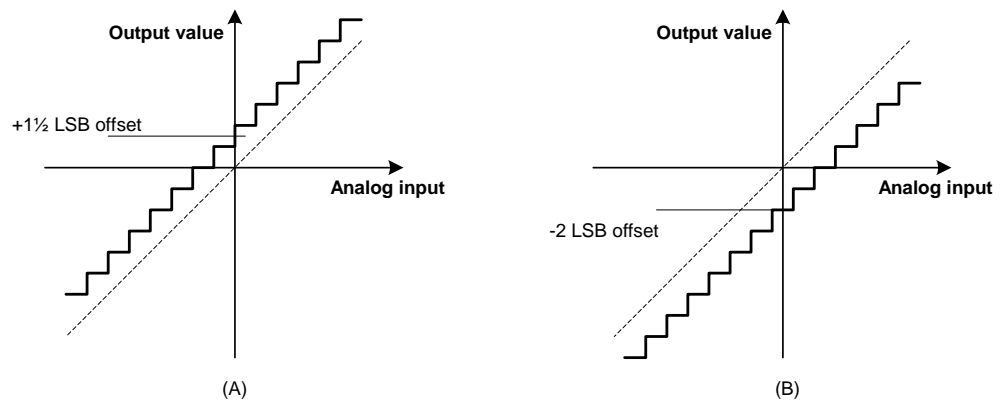 Output value
+1½ LSB offset
Analog input
(A)
Output value
Analog input
-2 LSB offset
(B)